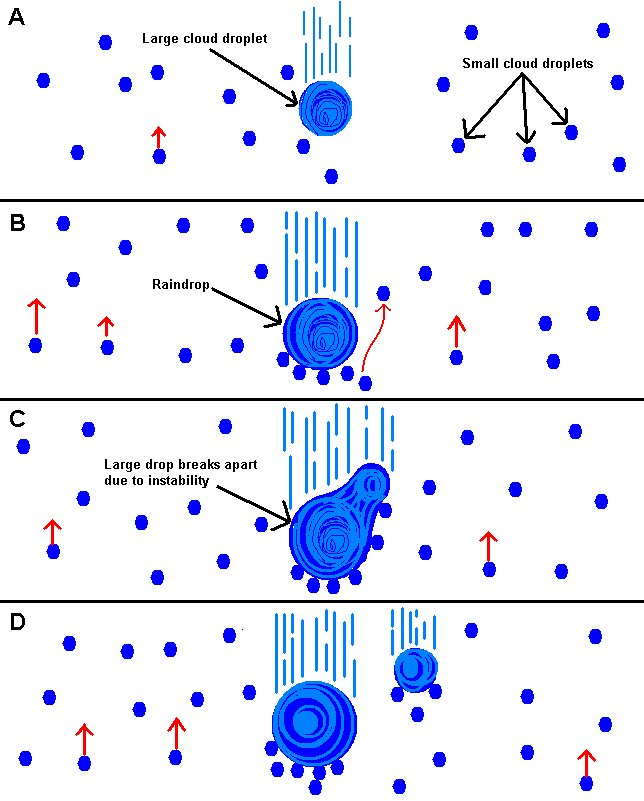 A
Large cloud droplet
Small cloud droplets
B
Raindrop
C
Large drop breaks apart
due to instability
D